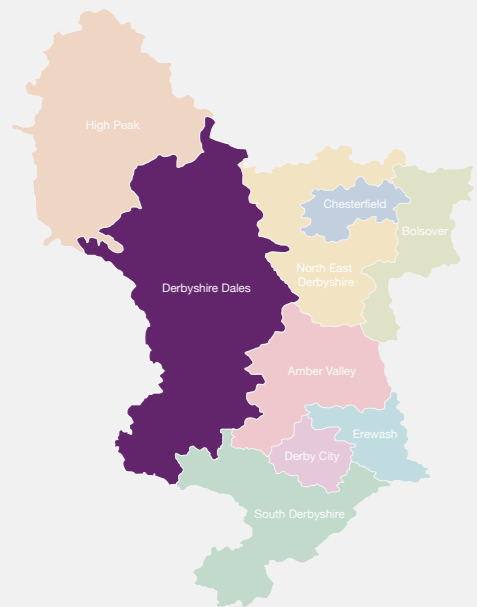 High Peak
Chesterfield
Bolsover
North East
Derbyshire
Derbyshire Dales
Amber Valley
Erewash
Derby City
South Derbyshire